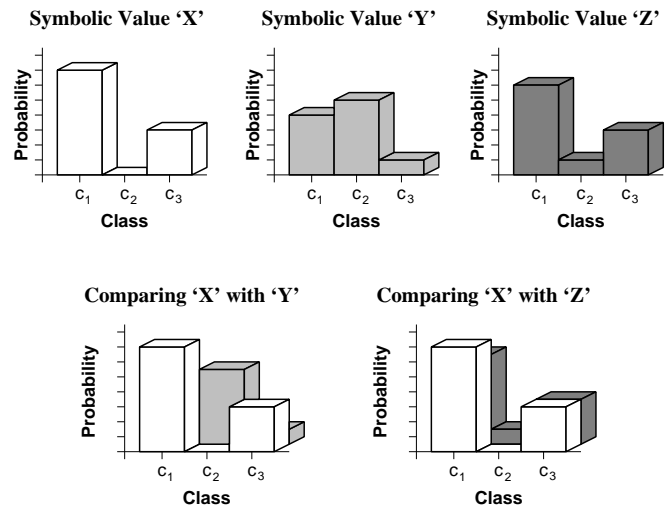 Symbolic Value ‘X’
Symbolic Value ‘Y’
Symbolic Value ‘Z’
Probability
c1 c2 c3
Class
Probability
c1 c2 c3
Class
Probability
c1 c2 c3
Class
Comparing ‘X’ with ‘Y’
Comparing ‘X’ with ‘Z’
Probability
c1 c2 c3
Class
Probability
c1 c2 c3
Class